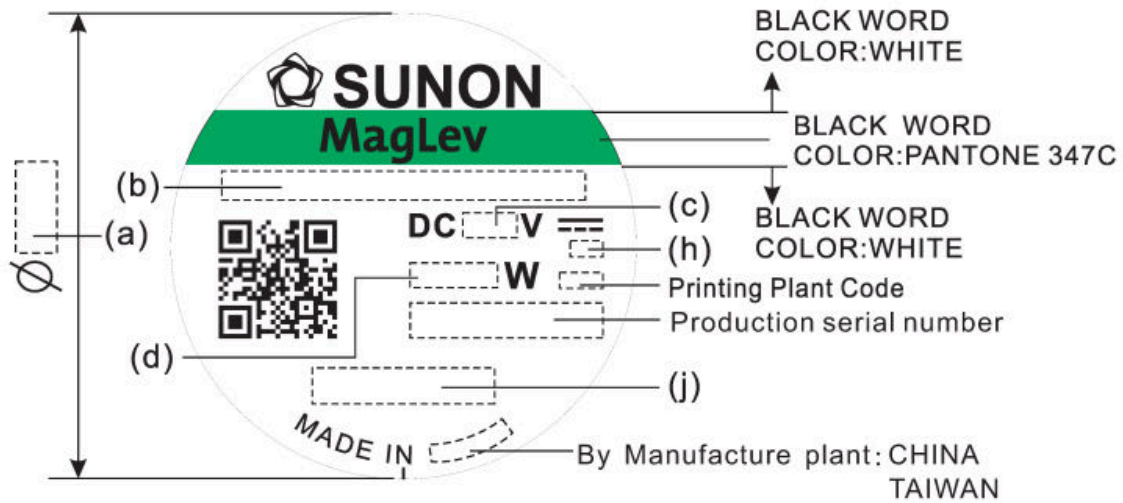 BLACK WORD
COLOR:WHITE
SUNON
MagLev
BLACK WORD
COLOR:PANTONE 347C
(b)
(c)
DC V
BLACK WORD
COLOR:WHITE
(a)
(h)
W
Printing Plant Code
Ø
Production serial number
(d)
(j)
MADE IN
By Manufacture plant: CHINA
TAIWAN